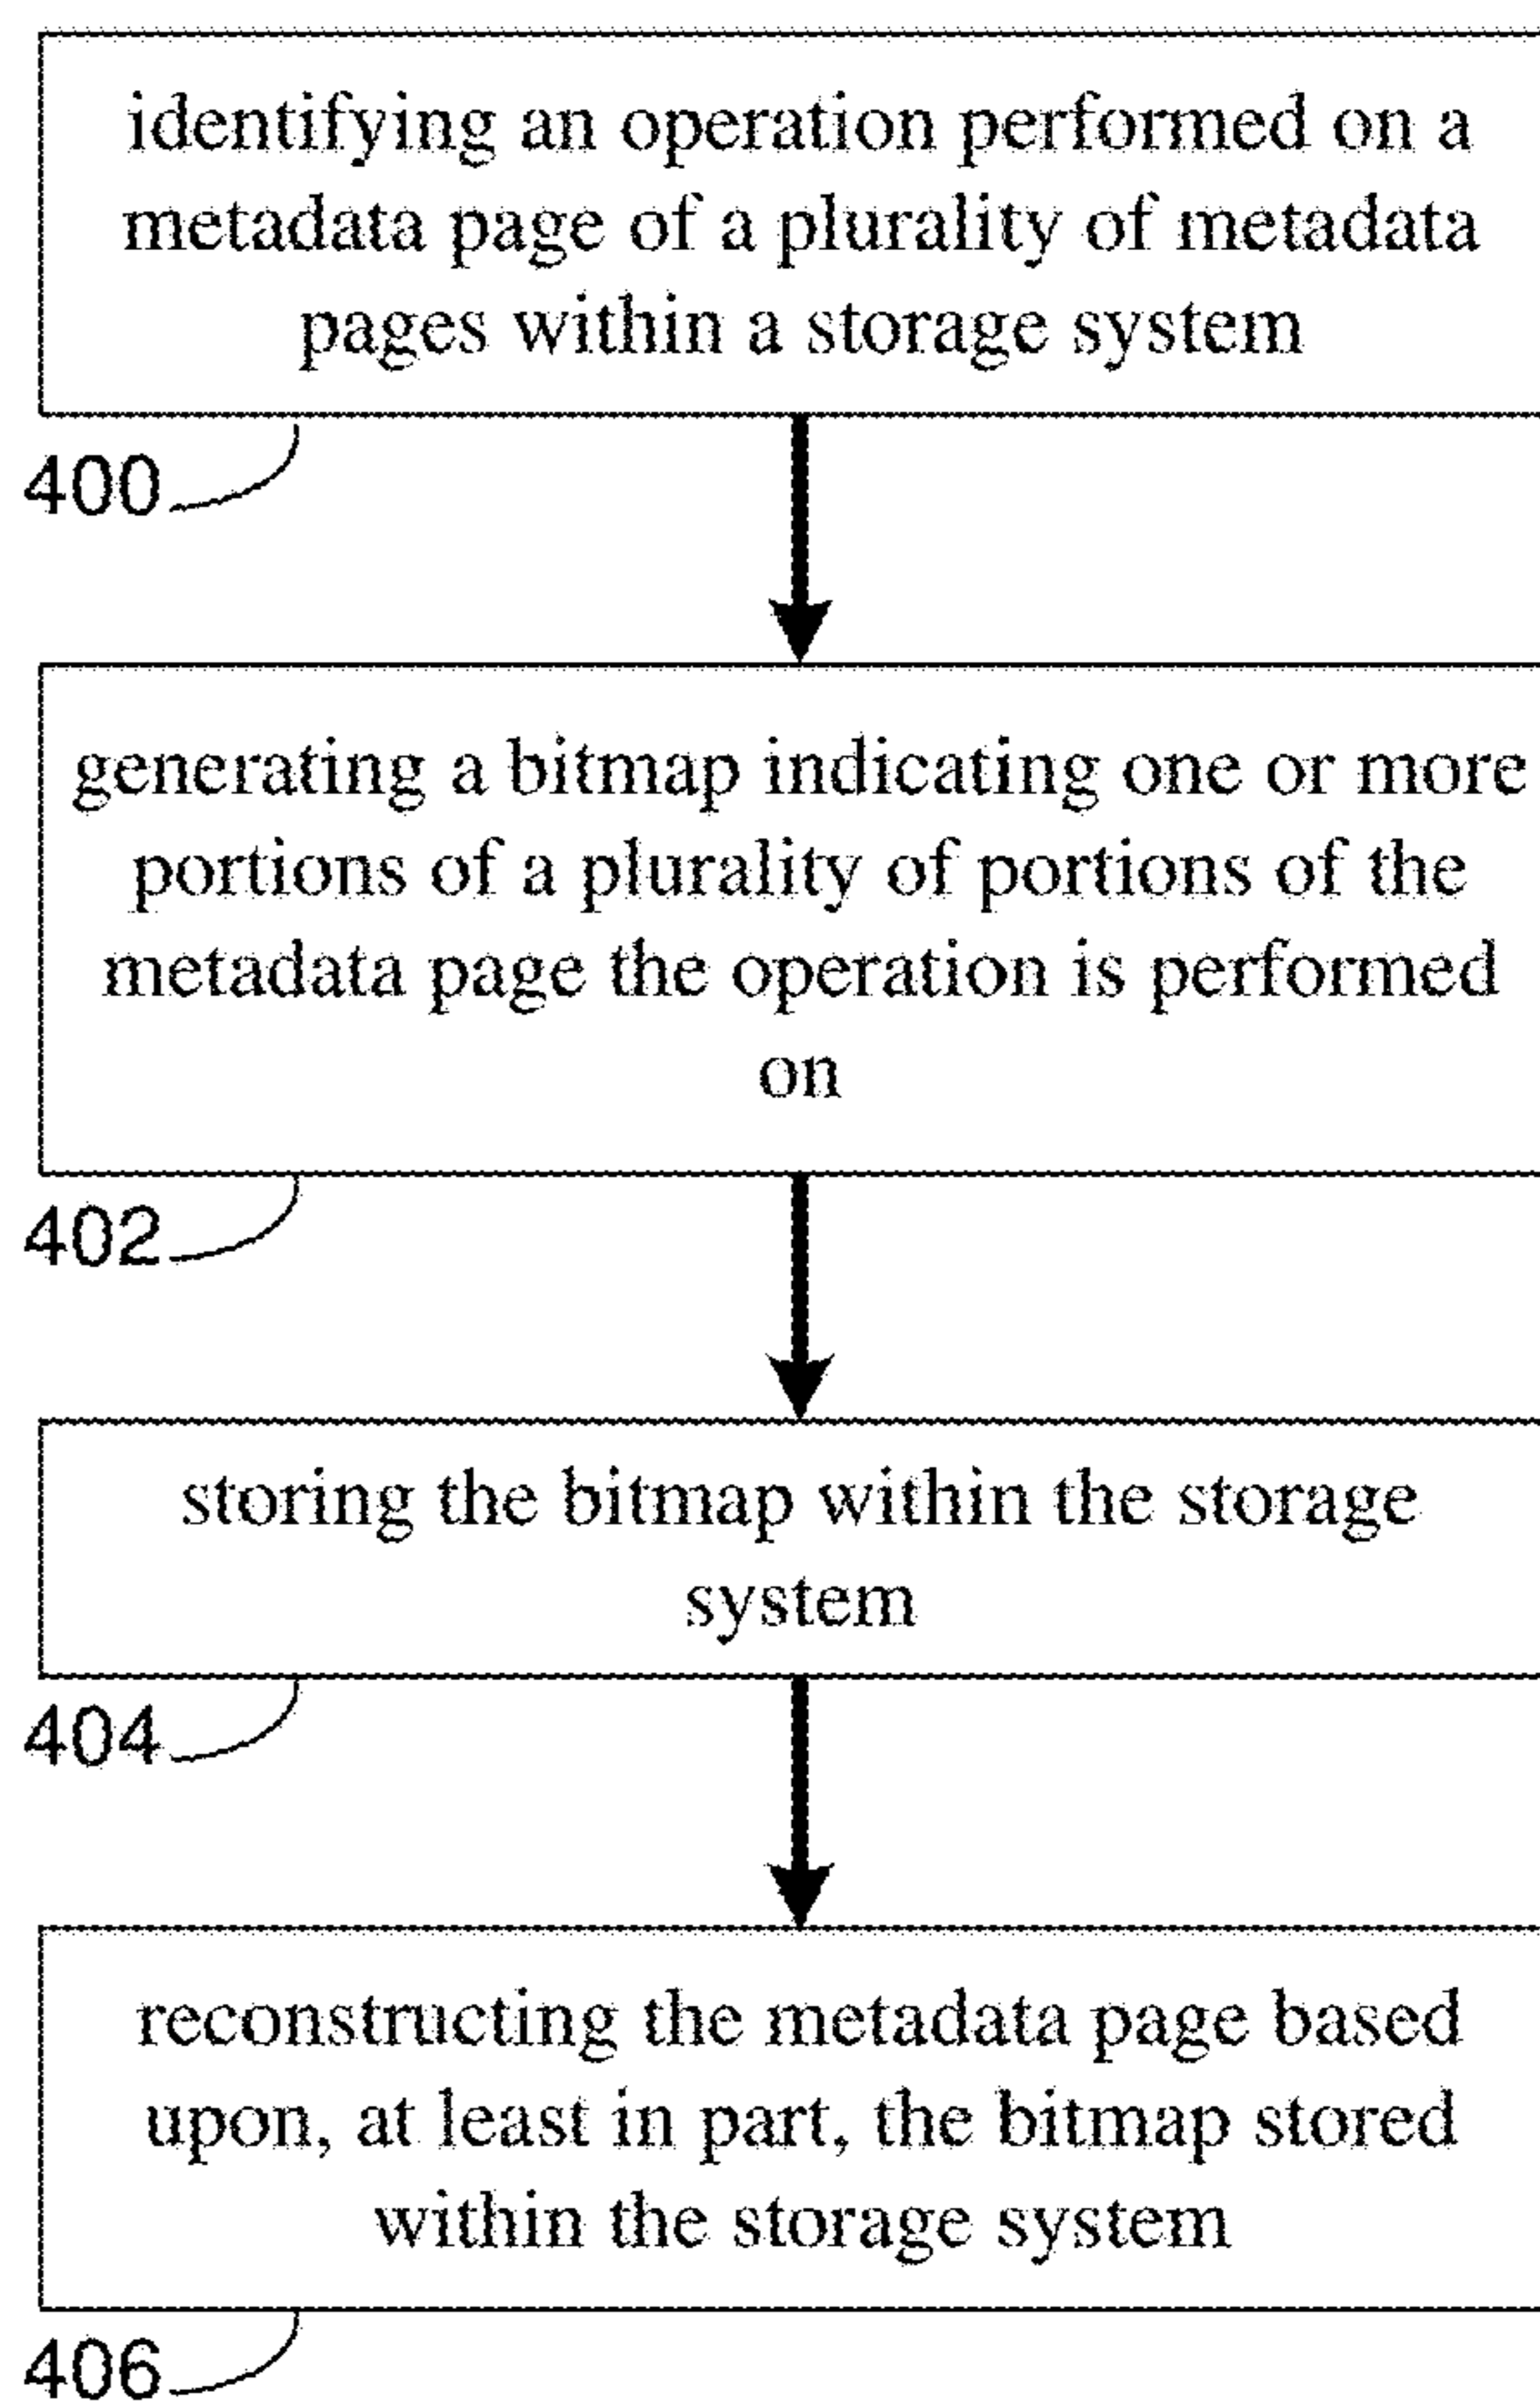 identifying an operation performed on a
metadata page of a plurality of metadata
pages within a storage system
400
generating a bitmap indicating one or more
portions of a plurality of portions of the
metadata page the operation is performed
on
402
storing the bitmap within the storage
system
404
reconstructing the metadata page based
upon, at least in part, the bitmap stored
within the storage system
406